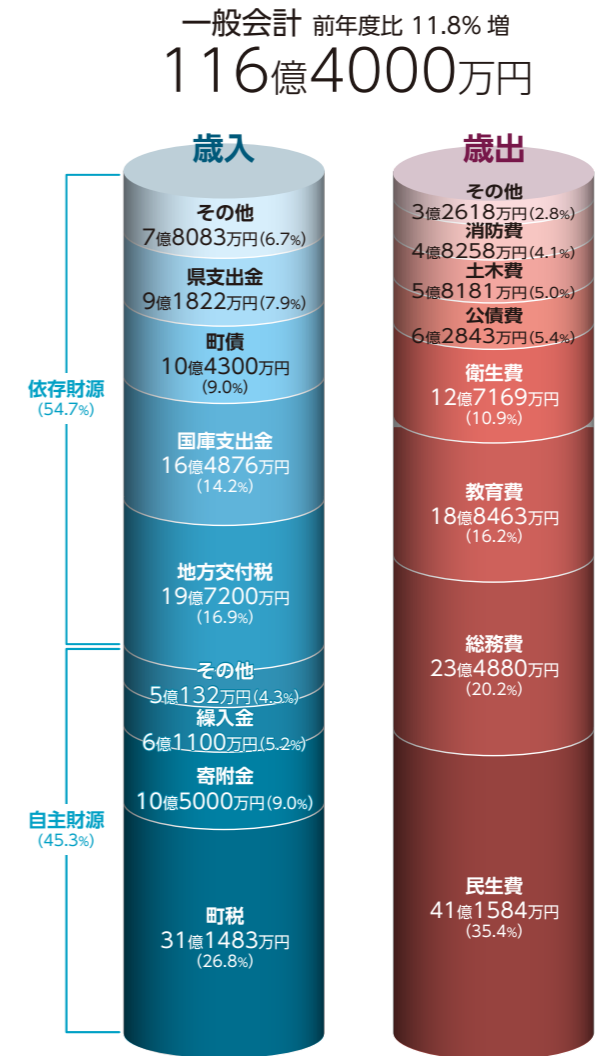 一般会計 前年度比 11.8% 増
116億4000万円
歳入
その他
7億8083万円(6.7%)
県支出金
9億1822万円(7.9%)
町債
10億4300万円
(9.0%)
国庫支出金
16億4876万円
(14.2%)
地方交付税
19億7200万円
(16.9%)
その他
5億132万円(4.3%)
繰入金
6億1100万円(5.2%)
寄附金
10億5000万円(9.0%)
町税
31億1483万円
(26.8%)
依存財源
(54.7%)
自主財源
(45.3%)
歳出
その他
3億2618万円(2.8%)
消防費
4億8258万円(4.1%)
土木費
5億8181万円(5.0%)
公債費
6億2843万円(5.4%)
衛生費
12億7169万円
(10.9%)
教育費
18億8463万円
(16.2%)
総務費
23億4880万円
(20.2%)
民生費
41億1584万円
(35.4%)